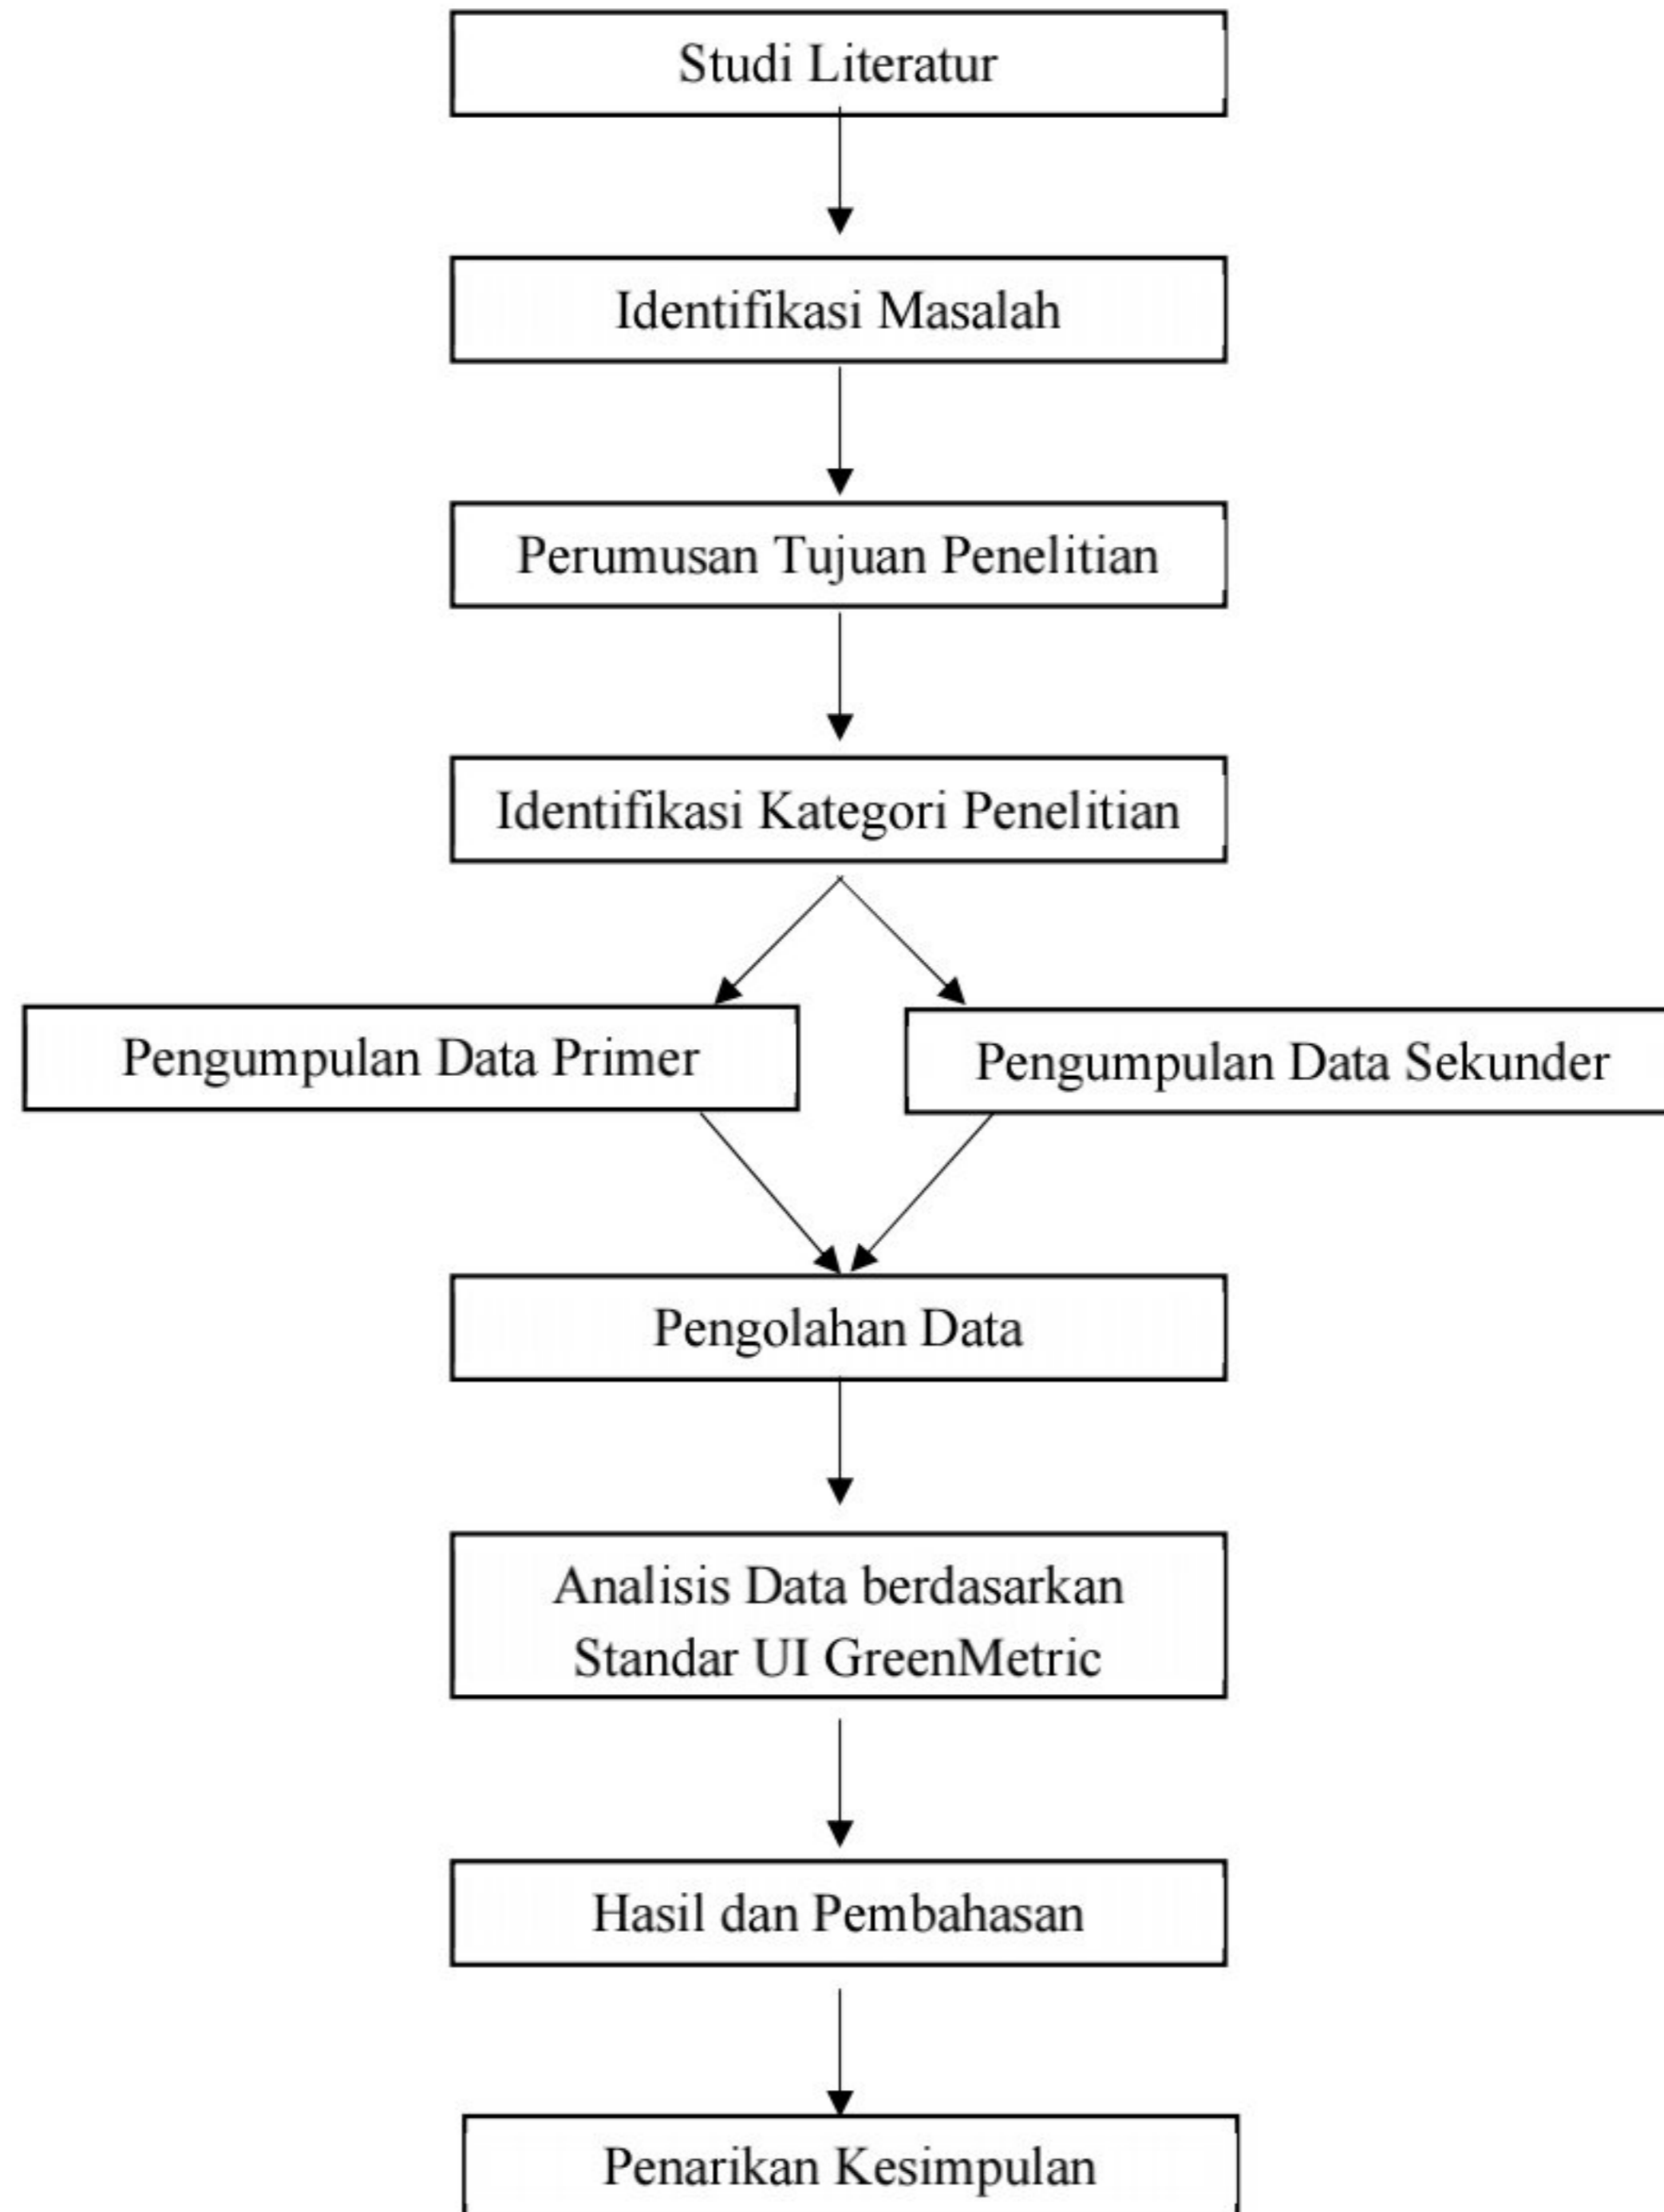 Studi Literatur
Identifikasi Masalah
Perumusan Tujuan Penelitian
Identifikasi Kategori Penelitian
Pengumpulan Data Primer
Pengumpulan Data Sekunder
Pengolahan Data
Analisis Data berdasarkan
Standar UI GreenMetric
Hasil dan Pembahasan
Penarikan Kesimpulan